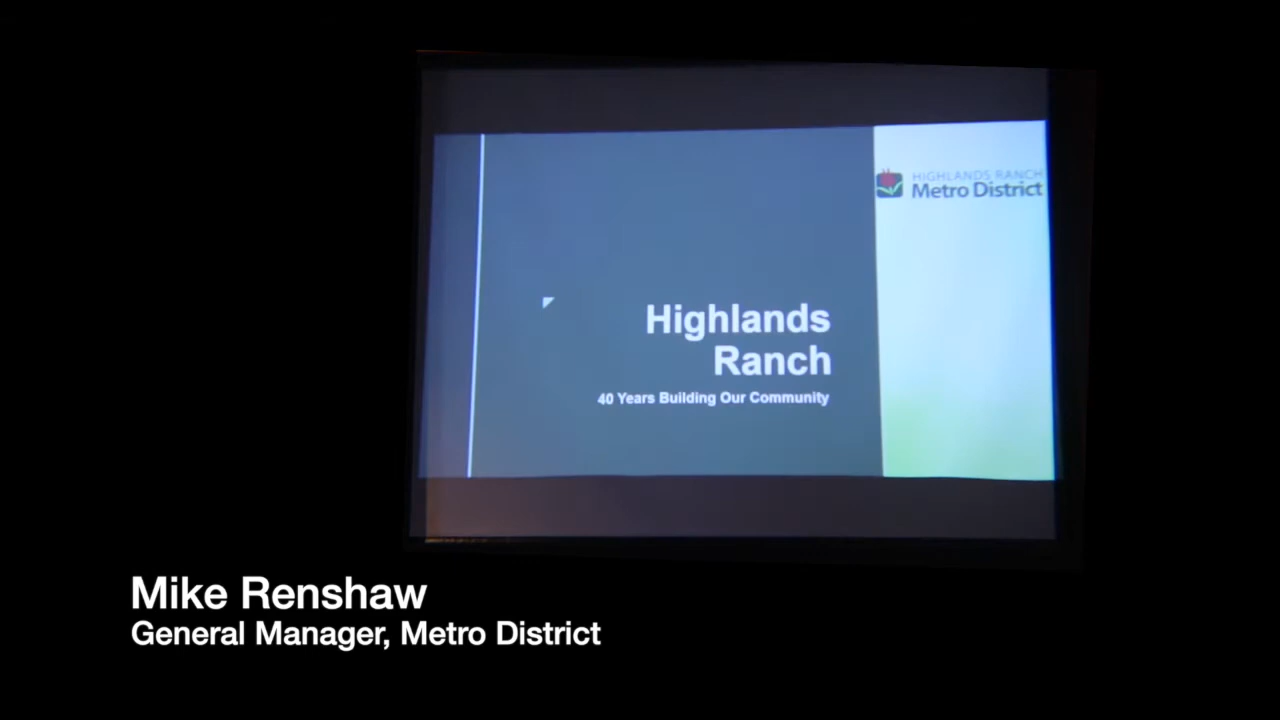 HIGHLANDS RANCH
Metro District
Highlands
Ranch
40 Years Building Our Community
Mike Renshaw
General Manager, Metro District